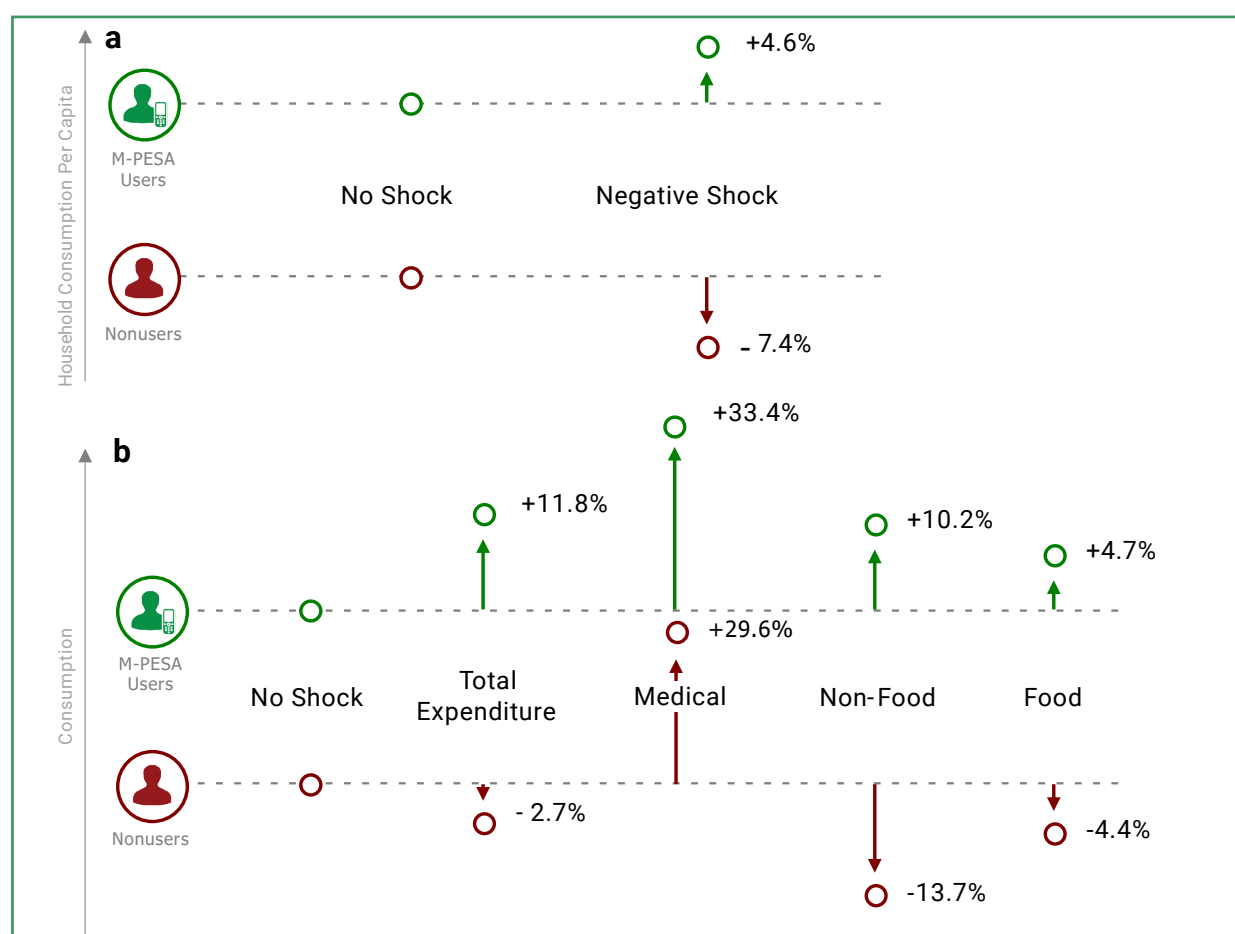 a
Household Consumption Per Capita
+4.6%
M-PESA
Users
No Shock
Negative Shock
Nonusers
- 7.4%
b
Consumption
+33.4%
+11.8%
+10.2%
+4.7%
M-PESA
Users
+29.6%
No Shock
Total
Expenditure
Medical
Non-Food
Food
Nonusers
- 2.7%
-4.4%
-13.7%